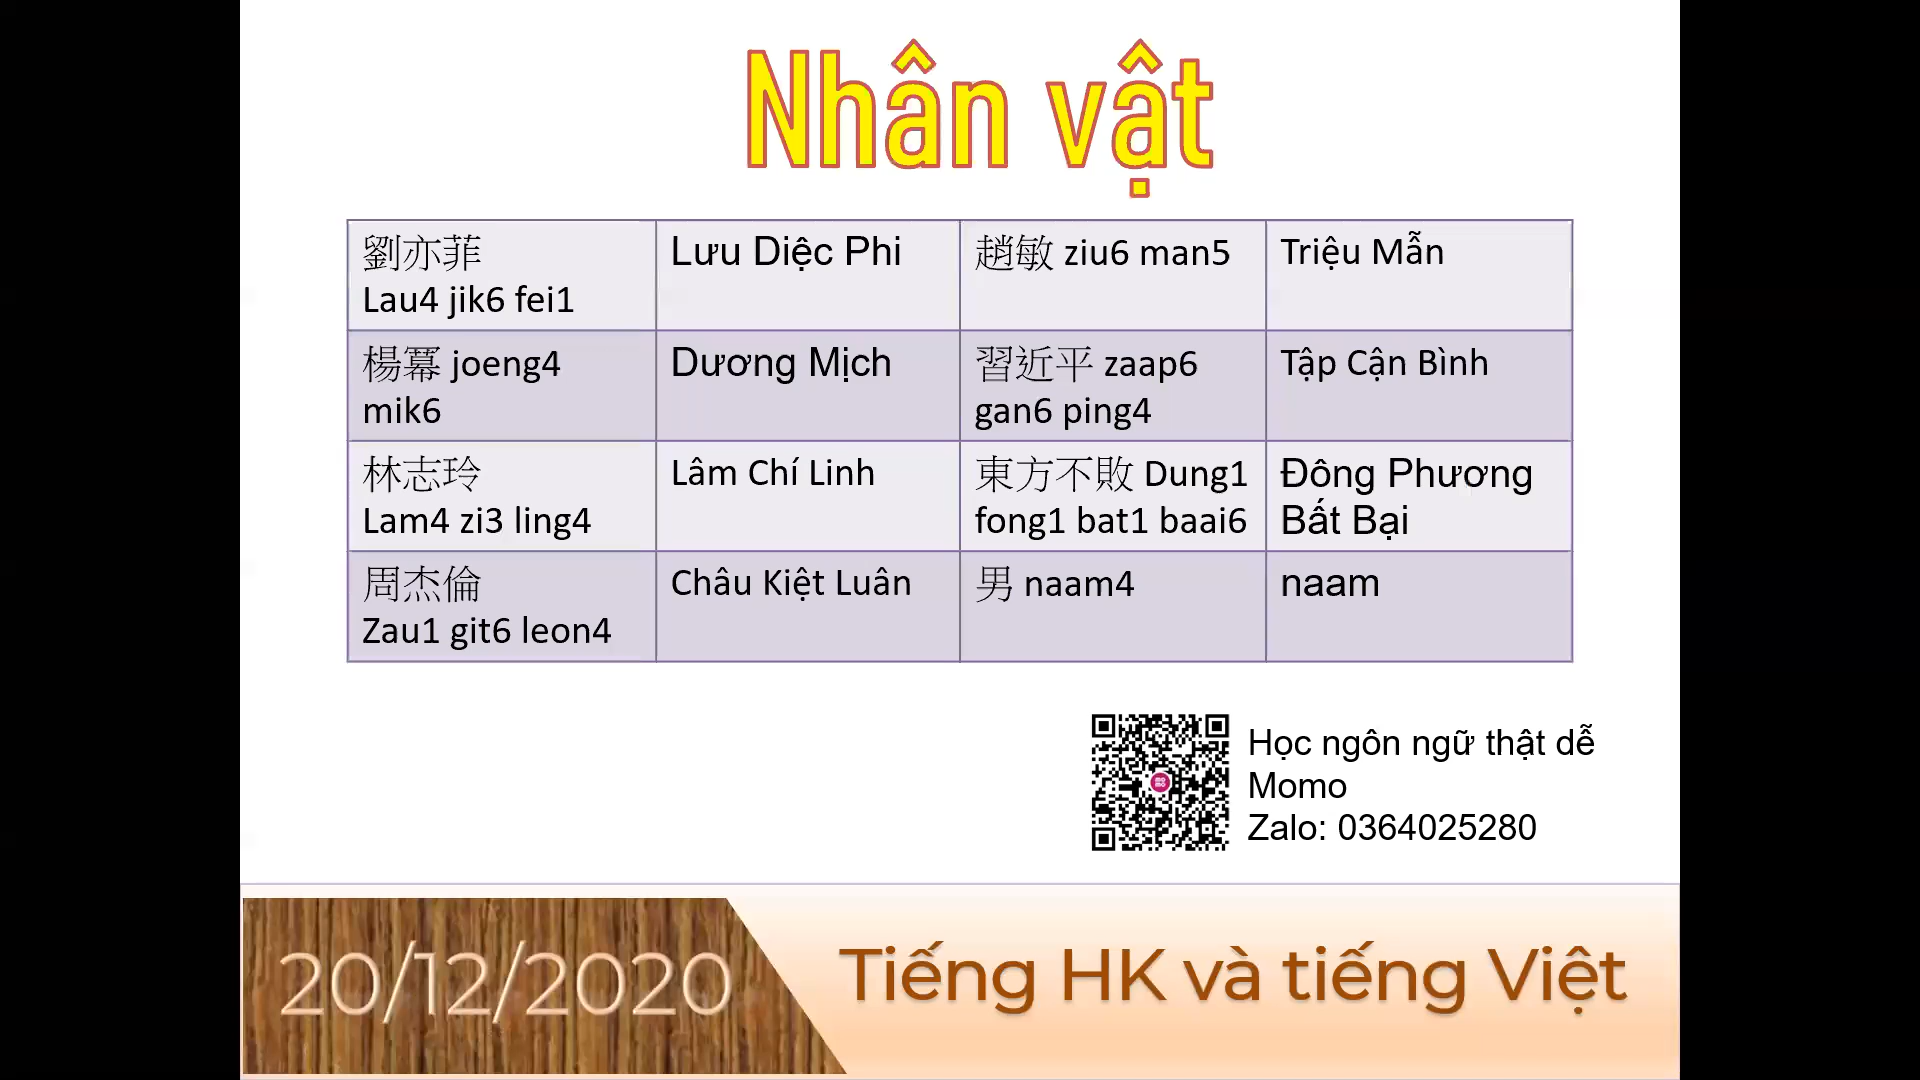 Nhân vật
劉亦菲
Lau4 jik6 fei1
Lưu Diệc Phi
趙敏 ziu6 man5
Triệu Mẫn
楊冪 joeng4
mik6
Dương Mịch
習近平 zaap6
gan6 ping4
Tập Cận Bình
林志玲
Lam4 zi3 ling4
Lâm Chí Linh
東方不敗 Dung1
fong1 bat1 baai6
Đông Phương
Bất Bại
周杰倫
Zau1 git6 leon4
Châu Kiệt Luân
男 naam4
naam
Học ngôn ngữ thật dễ
Momo
Zalo: 0364025280
20/12/2020
Tiếng HK và tiếng Việt